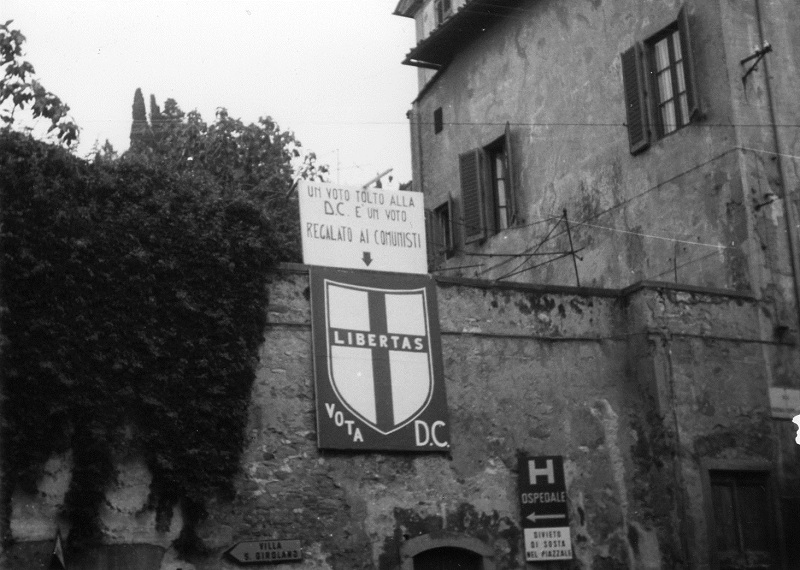 UN VOTO TOLTO ALLA
D.C. E' UN VOTO
REGALATO AI COMUNISTI
LIBERTAS
VOTA D.C.
H
OSPEDALE
DIVIETO
DI SOSTA
NEL PIAZZALE
VILLA
S. GIROLAMO